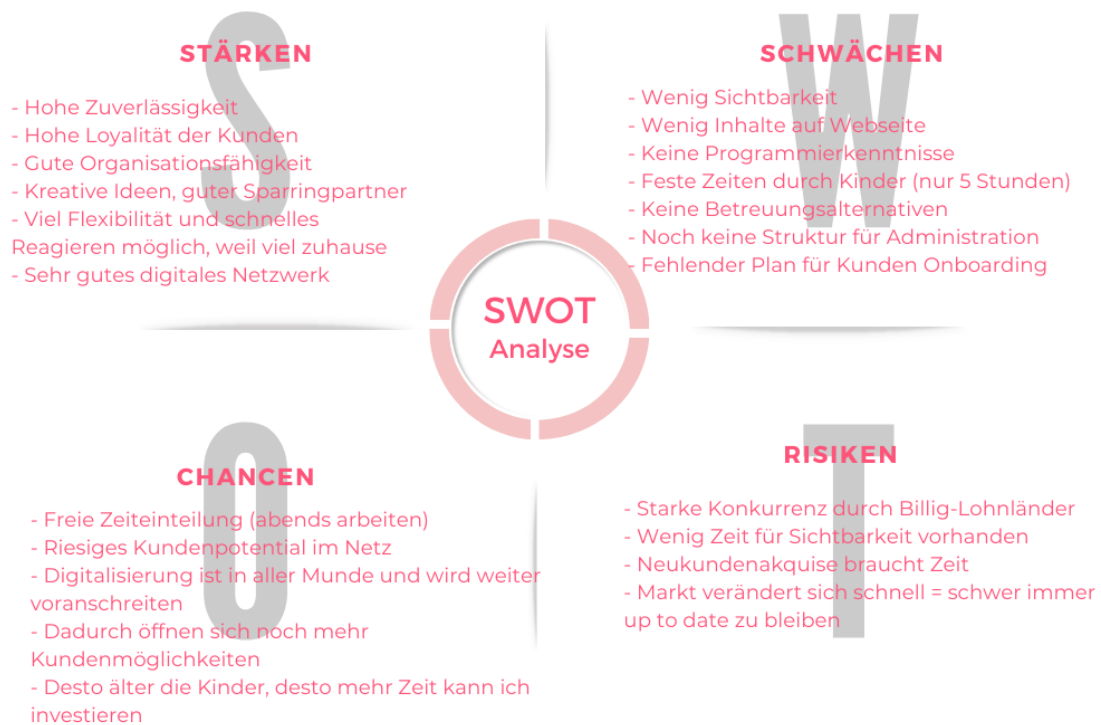 S
STÄRKEN
- Hohe Zuverlässigkeit
- Hohe Loyalität der Kunden
- Gute Organisationsfähigkeit
- Kreative Ideen, guter Sparringpartner
- Viel Flexibilität und schnelles
Reagieren möglich, weil viel zuhause
- Sehr gutes digitales Netzwerk
W
SCHWÄCHEN
- Wenig Sichtbarkeit
- Wenig Inhalte auf Webseite
- Keine Programmierkenntnisse
- Feste Zeiten durch Kinder (nur 5 Stunden)
- Keine Betreuungsalternativen
- Noch keine Struktur für Administration
- Fehlender Plan für Kunden Onboarding
SWOT
Analyse
O
CHANCEN
- Freie Zeiteinteilung (abends arbeiten)
- Riesiges Kundenpotential im Netz
- Digitalisierung ist in aller Munde und wird weiter
voranschreiten
- Dadurch öffnen sich noch mehr
Kundenmöglichkeiten
- Desto älter die Kinder, desto mehr Zeit kann ich
investieren
T
RISIKEN
- Starke Konkurrenz durch Billig-Lohnländer
- Wenig Zeit für Sichtbarkeit vorhanden
- Neukundenakquise braucht Zeit
- Markt verändert sich schnell = schwer immer
up to date zu bleiben